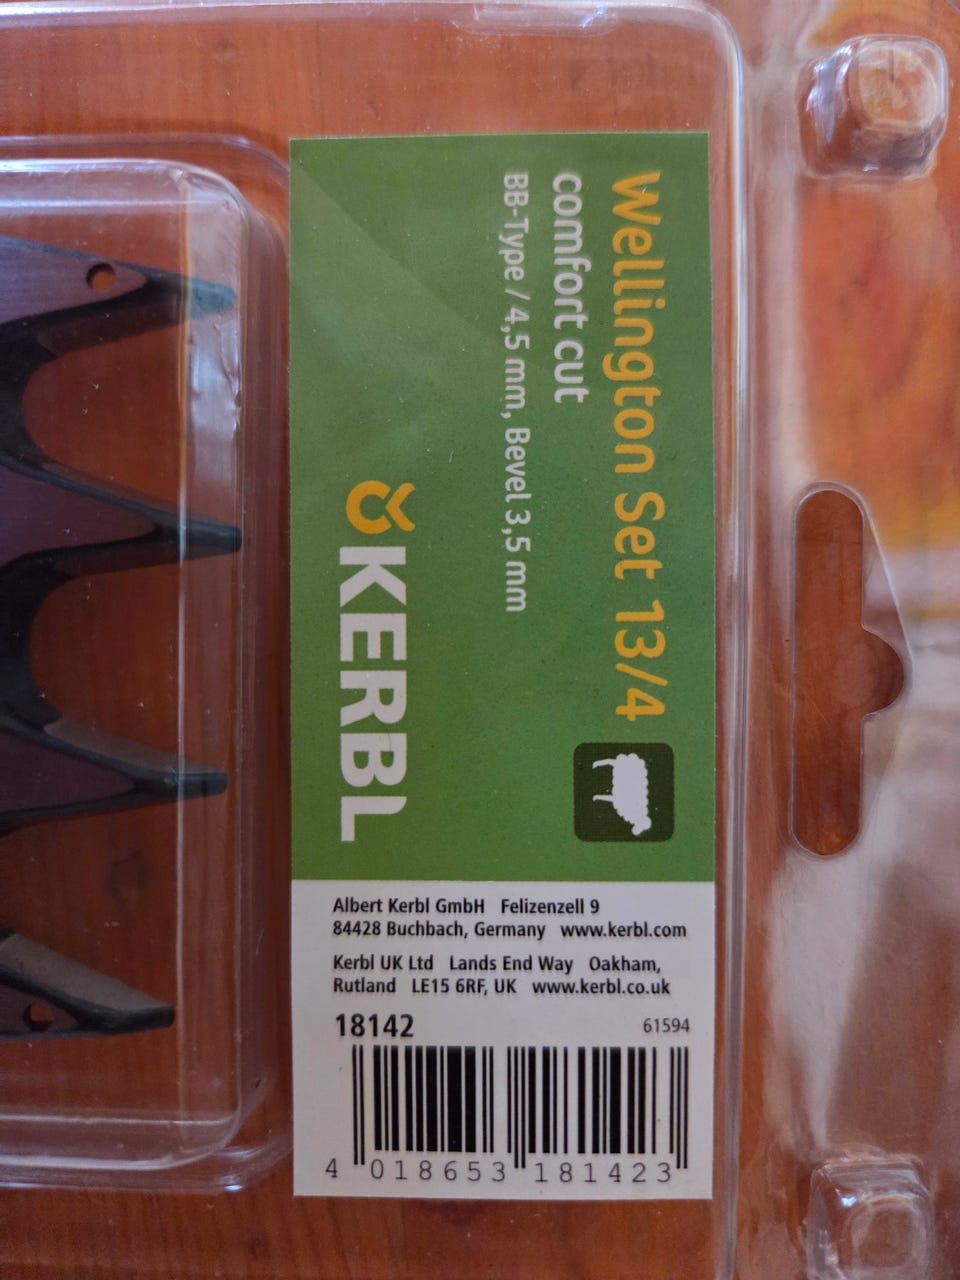 Wellington Set 13/4
comfort cut
BB-Type / 4,5 mm, Bevel 3,5 mm
KERBL
Albert Kerbl GmbH Felizenzell 9
84428 Buchbach, Germany www.kerbl.com
Kerbl UK Ltd Lands End Way Oakham,
Rutland LE15 6RF, UK www.kerbl.co.uk
18142 61594
4 018653 181423